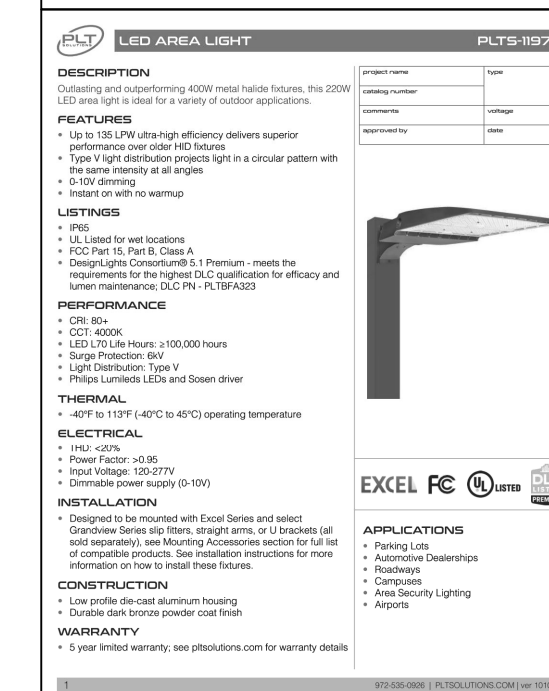 PLT
SOLUTIONS
LED AREA LIGHT
PLTS-1197
DESCRIPTION
Outlasting and outperforming 400W metal halide fixtures, this 220W
LED area light is ideal for a variety of outdoor applications.
FEATURES
• Up to 135 LPW ultra-high efficiency delivers superior
performance over older HID fixtures
• Type V light distribution projects light in a circular pattern with
the same intensity at all angles
• 0-10V dimming
• Instant on with no warmup
LISTINGS
• IP65
• UL Listed for wet locations
• FCC Part 15, Part B, Class A
• DesignLights Consortium® 5.1 Premium - meets the
requirements for the highest DLC qualification for efficacy and
lumen maintenance; DLC PN - PLTBFA323
PERFORMANCE
• CRI: 80+
• CCT: 4000K
• LED L70 Life Hours: ≥100,000 hours
• Surge Protection: 6kV
• Light Distribution: Type V
• Philips Lumileds LEDs and Sosen driver
THERMAL
• -40°F to 113°F (-40°C to 45°C) operating temperature
ELECTRICAL
• THD: <20%
• Power Factor: >0.95
• Input Voltage: 120-277V
• Dimmable power supply (0-10V)
INSTALLATION
• Designed to be mounted with Excel Series and select
Grandview Series slip fitters, straight arms, or U brackets (all
sold separately), see Mounting Accessories section for full list
of compatible products. See installation instructions for more
information on how to install these fixtures.
CONSTRUCTION
• Low profile die-cast aluminum housing
• Durable dark bronze powder coat finish
WARRANTY
• 5 year limited warranty; see pltsolutions.com for warranty details
project name
type
catalog number
comments
voltage
approved by
date
EXCEL FC UL LISTED
PREM
APPLICATIONS
• Parking Lots
• Automotive Dealerships
• Roadways
• Campuses
• Area Security Lighting
• Airports
1
972-535-0926 | PLTSOLUTIONS.COM | ver 1010